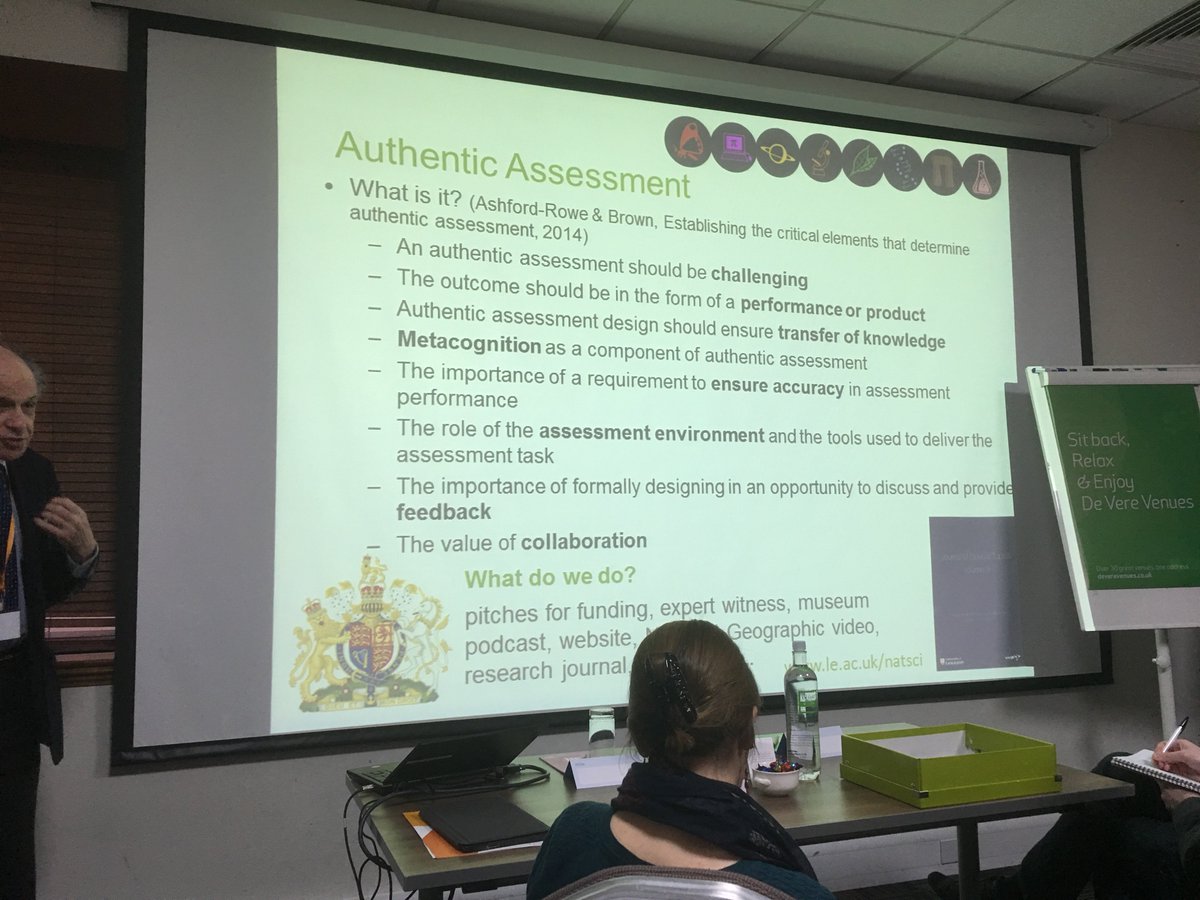 Authentic Assessment
• What is it? (Ashford-Rowe & Brown, Establishing the critical elements that determine
authentic assessment, 2014)
– An authentic assessment should be challenging
– The outcome should be in the form of a performance or product
– Authentic assessment design should ensure transfer of knowledge
– Metacognition as a component of authentic assessment
– The importance of a requirement to ensure accuracy in assessment
performance
– The role of the assessment environment and the tools used to deliver the
assessment task
– The importance of formally designing in an opportunity to discuss and provide
feedback
– The value of collaboration
What do we do?
pitches for funding, expert witness, museum
podcast, website, Geographic video,
research journal, .le.ac.uk/natsci
Sit back,
Relax
& Enjoy
De Vere Venues
Over 30 great venues, one address
deverevenues.co.uk